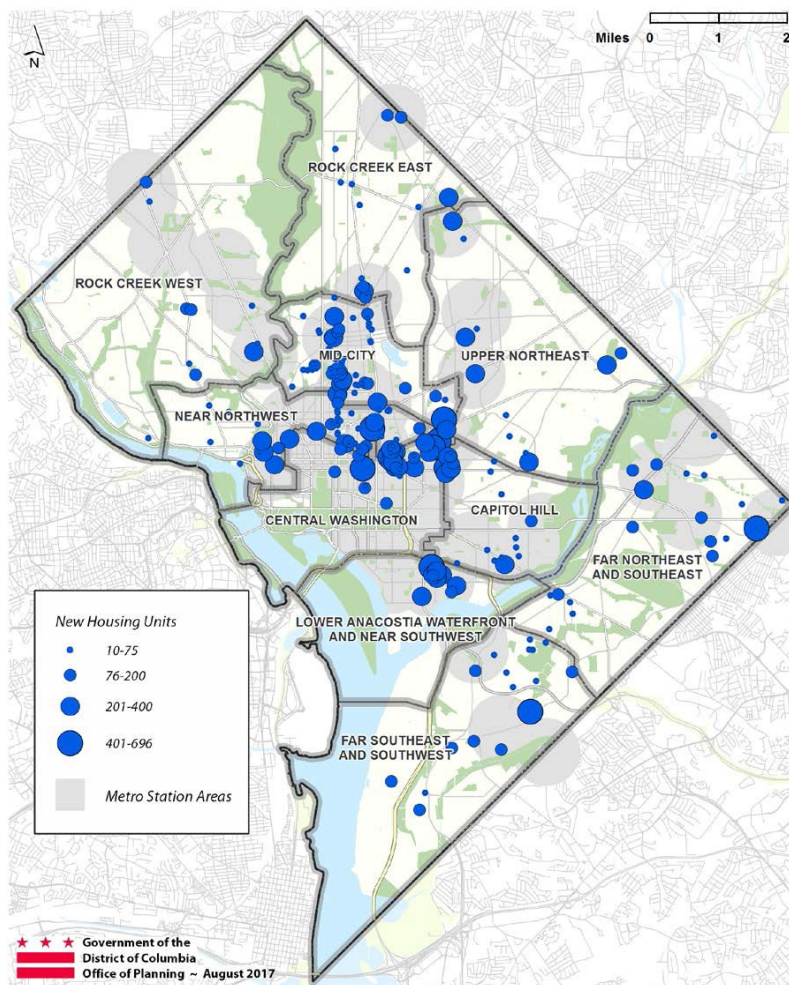 N
Miles 0 1 2
ROCK CREEK EAST
ROCK CREEK WEST
MID-CITY
UPPER NORTHEAST
NEAR NORTHWEST
CAPITOL HILL
CENTRAL WASHINGTON
FAR NORTHEAST
AND SOUTHEAST
LOWER ANACOSTIA WATERFRONT
AND NEAR SOUTHWEST
FAR SOUTHEAST
AND SOUTHWEST
New Housing Units
10-75
76-200
201-400
401-696
Metro Station Areas
Government of the
District of Columbia
Office of Planning ~ August 2017